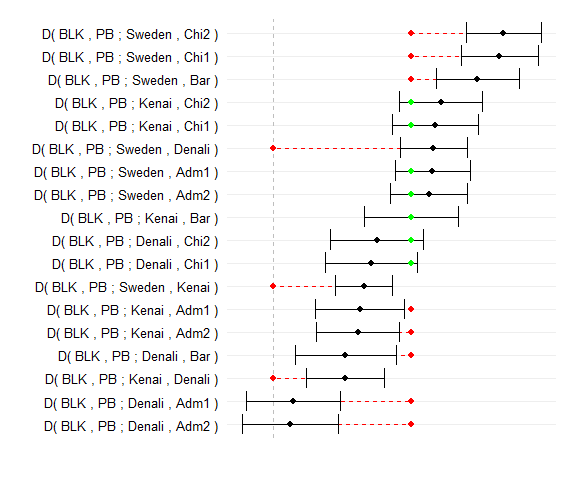 D( BLK , PB ; Sweden , Chi2 )
D( BLK , PB ; Sweden , Chi1 )
D( BLK , PB ; Sweden , Bar )
D( BLK , PB ; Kenai , Chi2 )
D( BLK , PB ; Kenai , Chi1 )
D( BLK , PB ; Sweden , Denali )
D( BLK , PB ; Sweden , Adm1 )
D( BLK , PB ; Sweden , Adm2 )
D( BLK , PB ; Kenai , Bar )
D( BLK , PB ; Denali , Chi2 )
D( BLK , PB ; Denali , Chi1 )
D( BLK , PB ; Sweden , Kenai )
D( BLK , PB ; Kenai , Adm1 )
D( BLK , PB ; Kenai , Adm2 )
D( BLK , PB ; Denali , Bar )
D( BLK , PB ; Kenai , Denali )
D( BLK , PB ; Denali , Adm1 )
D( BLK , PB ; Denali , Adm2 )